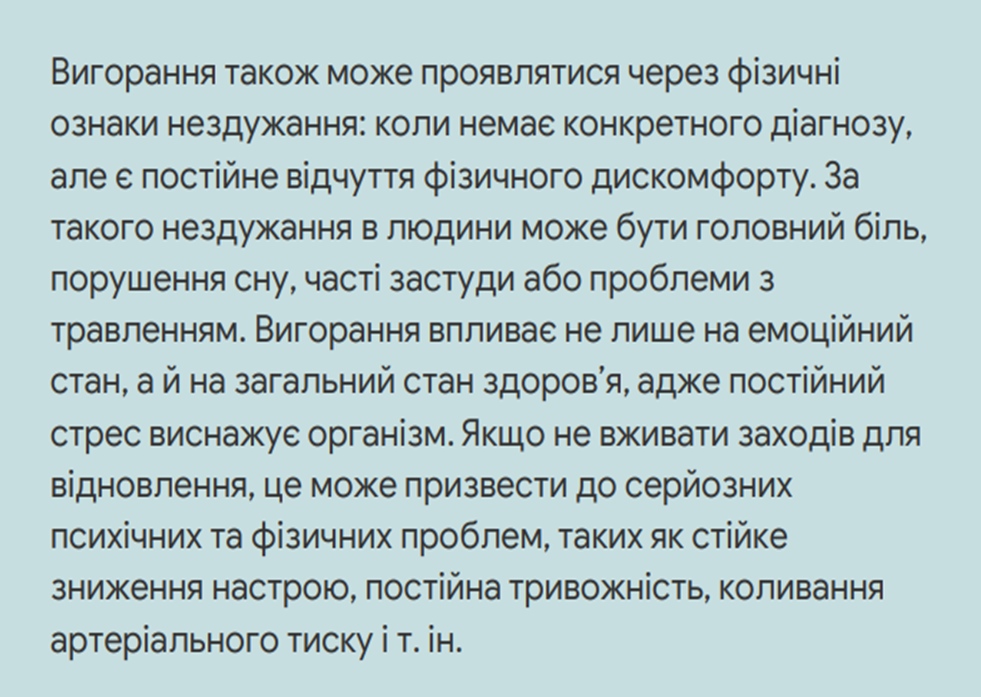 Вигорання також може проявлятися через фізичні
ознаки нездужання: коли немає конкретного діагнозу,
але є постійне відчуття фізичного дискомфорту. За
такого нездужання в людини може бути головний біль,
порушення сну, часті застуди або проблеми з
травленням. Вигорання впливає не лише на емоційний
стан, а й на загальний стан здоров’я, адже постійний
стрес виснажує організм. Якщо не вживати заходів для
відновлення, це може призвести до серйозних
психічних та фізичних проблем, таких як стійке
зниження настрою, постійна тривожність, коливання
артеріального тиску і т. ін.